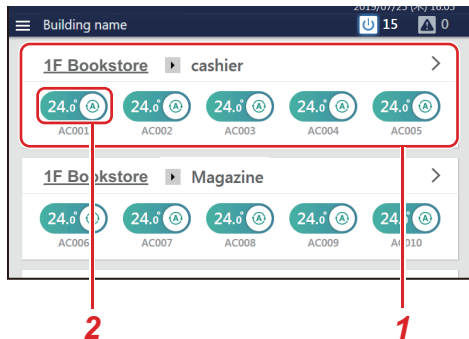 2019/07/25 (木) 16:05
Building name 15 0
1F Bookstore cashier
24.0° A 24.0° A 24.0° A 24.0° A 24.0° A
AC001 AC002 AC003 AC004 AC005
1F Bookstore Magazine
24.0° A 24.0° A 24.0° A 24.0° A 24.0° A
AC006 AC007 AC008 AC009 AC010
2 1